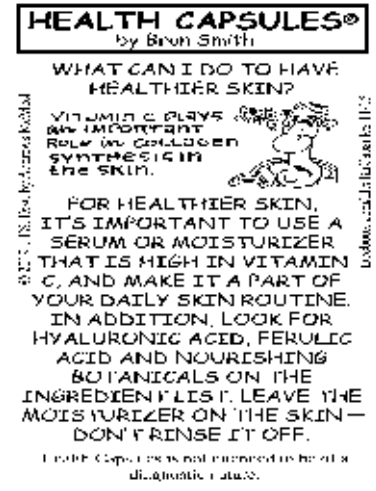 HEALTH CAPSULES®
by Bron Smith
WHAT CAN I DO TO HAVE
HEALTHIER SKIN?
VITAMIN C PLAYS
AN IMPORTANT
ROLE IN COLLAGEN
SYNTHESIS IN
THE SKIN.
FOR HEALTHIER SKIN,
IT'S IMPORTANT TO USE A
SERUM OR MOISTURIZER
THAT IS HIGH IN VITAMIN
C, AND MAKE IT A PART OF
YOUR DAILY SKIN ROUTINE.
IN ADDITION, LOOK FOR
HYALURONIC ACID, FERULIC
ACID AND NOURISHING
BOTANICALS ON THE
INGREDIENT LIST. LEAVE THE
MOISTURIZER ON THE SKIN—
DON'T RINSE IT OFF.
Health Capsules is not intended to be of a
diagnostic nature.